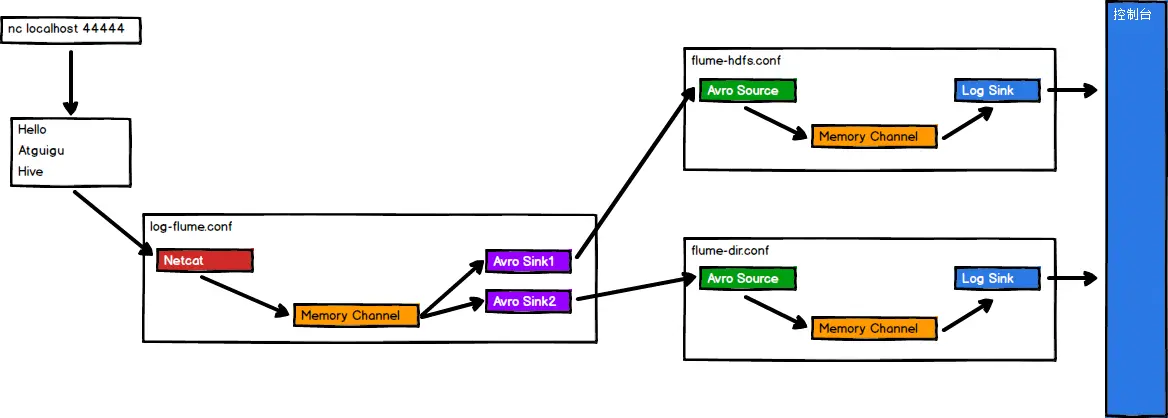 nc localhost 44444
Hello
Atguigu
Hive
log-flume.conf
Netcat
Memory Channel
Avro Sink1
Avro Sink2
flume-hdfs.conf
Avro Source
Memory Channel
Log Sink
flume-dir.conf
Avro Source
Memory Channel
Log Sink
控制台